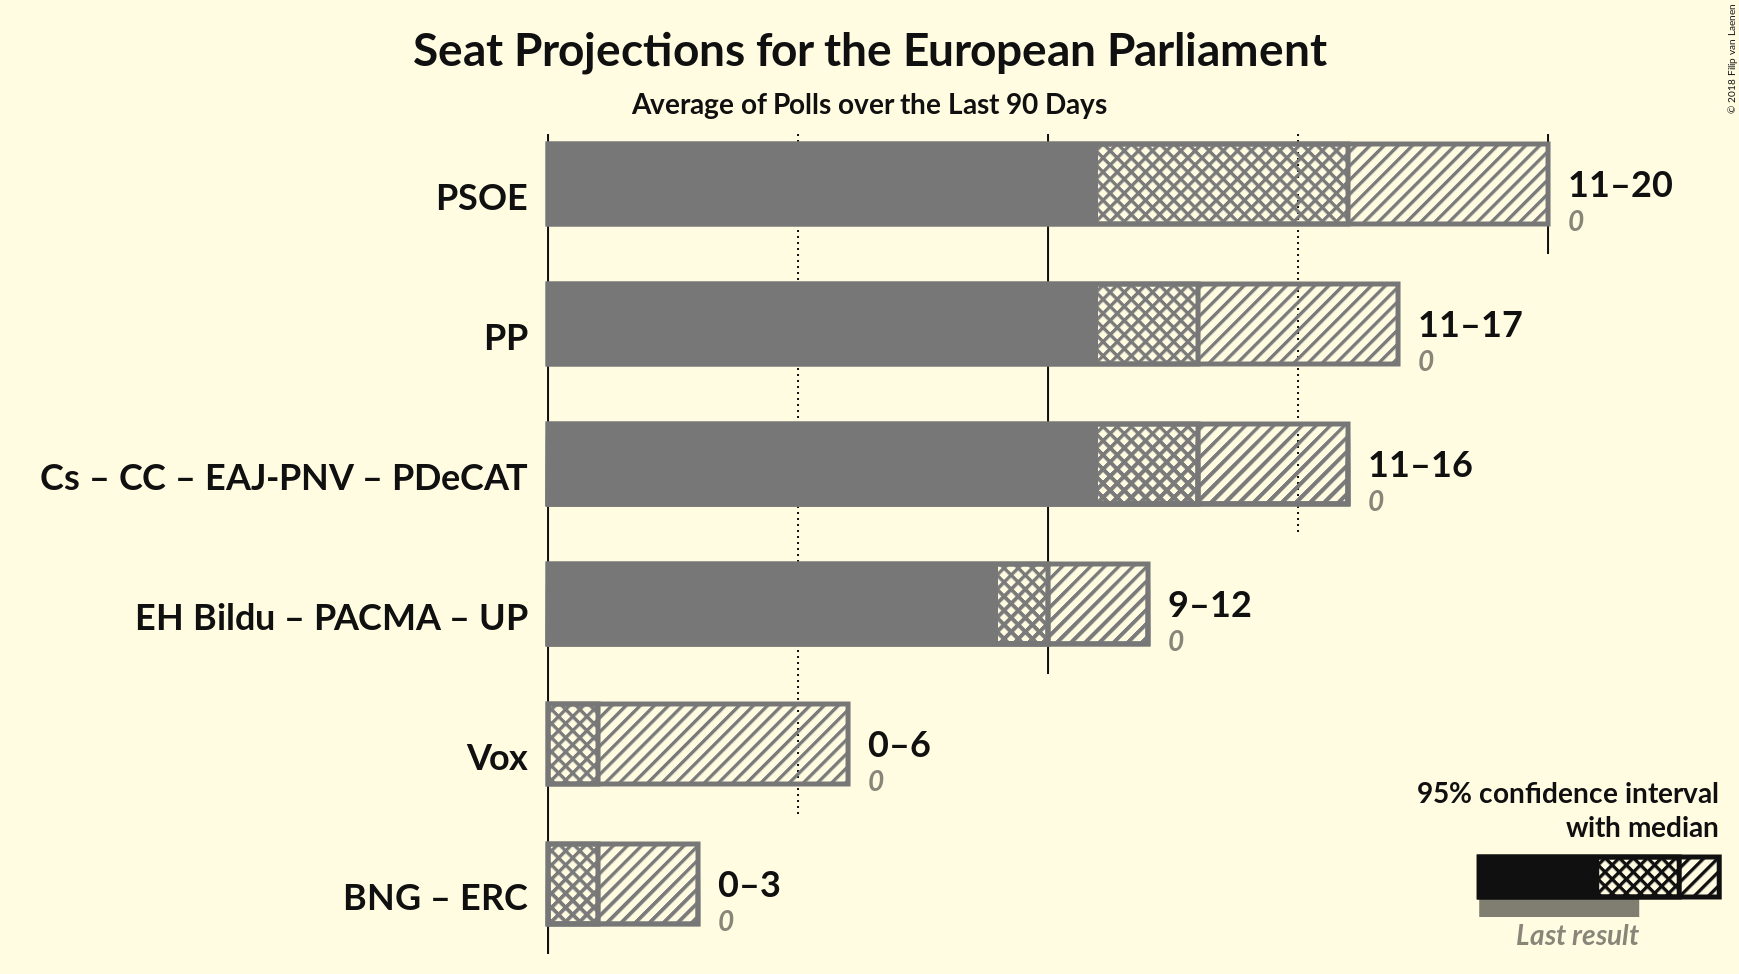 Seat Projections for the European Parliament
Average of Polls over the Last 90 Days
© 2018 Filip van Laenen
PSOE
11–20
0
PP
11–17
0
Cs – CC – EAJ-PNV – PDeCAT
11–16
0
EH Bildu – PACMA – UP
9–12
0
Vox
0–6
0
BNG – ERC
0–3
0
95% confidence interval
with median
Last result